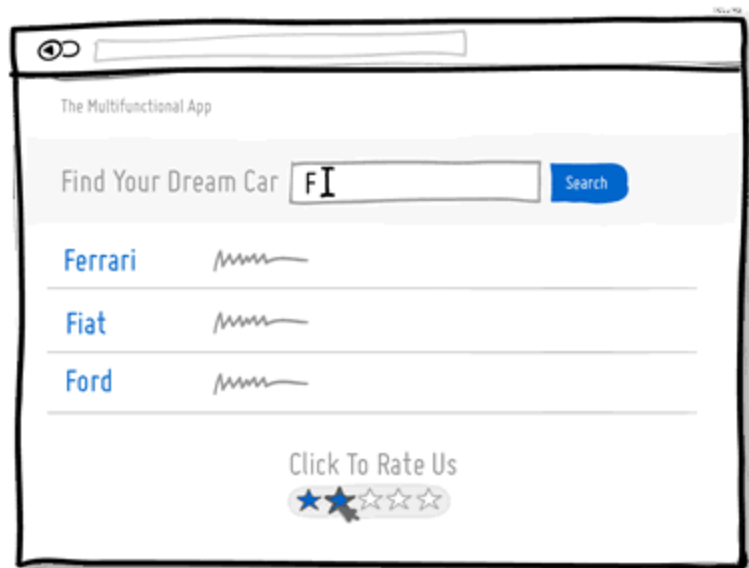 The Multifunctional App
Find Your Dream Car F Search
Ferrari
Fiat
Ford
Click To Rate Us